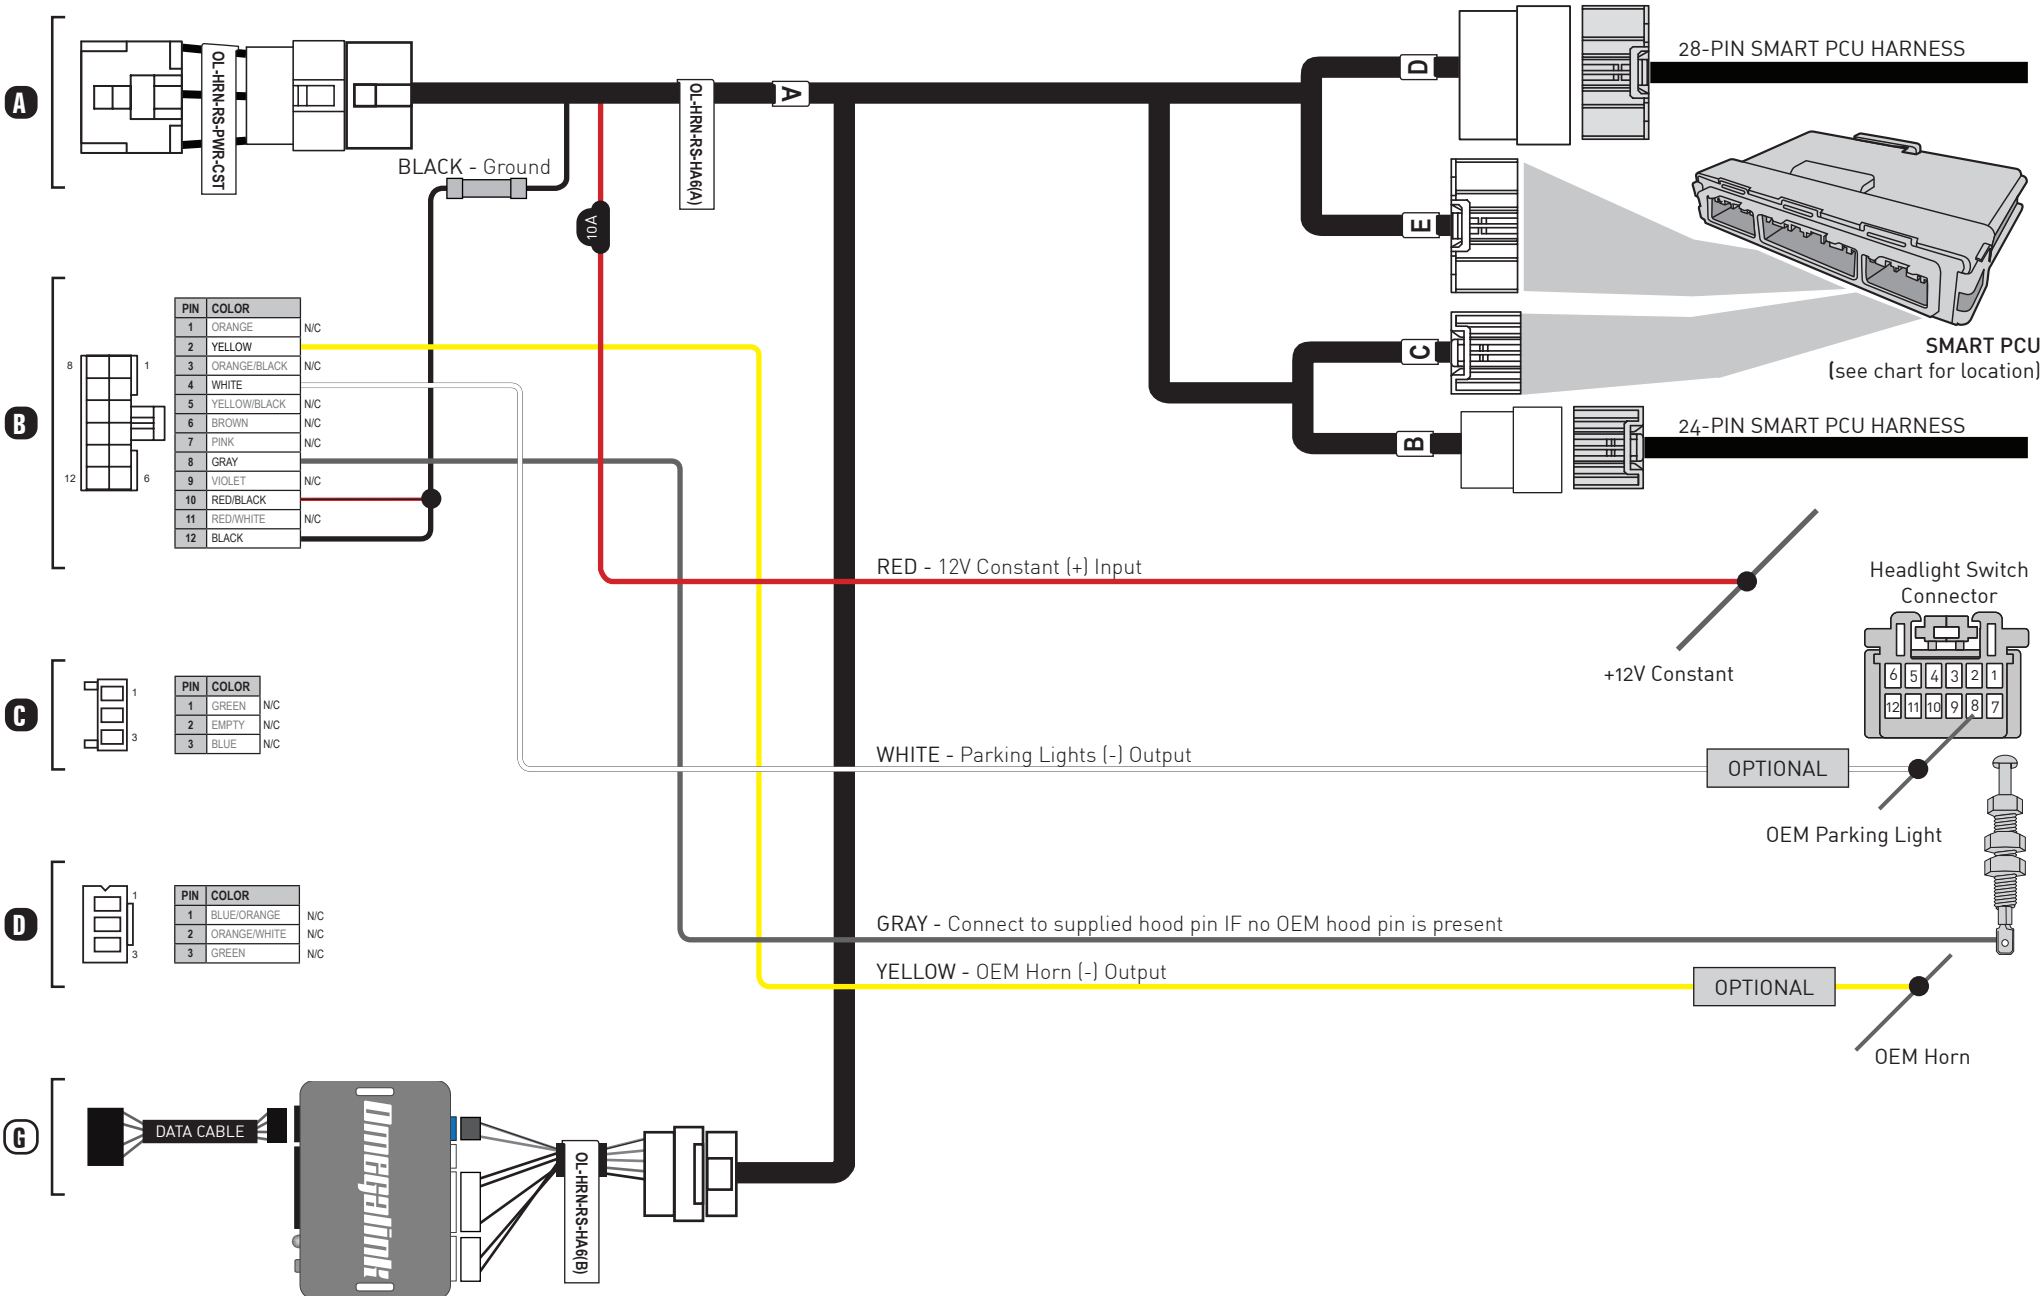 A
OL-HRN-RS-PWR-CST
BLACK - Ground
10A
OL-HRN-RS-HA6(A)
A
D
28-PIN SMART PCU HARNESS
E
SMART PCU
(see chart for location)
C
B
24-PIN SMART PCU HARNESS
B
8 1
12 6
PIN COLOR
1 ORANGE N/C
2 YELLOW
3 ORANGE/BLACK N/C
4 WHITE
5 YELLOW/BLACK N/C
6 BROWN N/C
7 PINK N/C
8 GRAY
9 VIOLET N/C
10 RED/BLACK
11 RED/WHITE N/C
12 BLACK
RED - 12V Constant (+) Input
+12V Constant
Headlight Switch
Connector
6 5 4 3 2 1
12 11 10 9 8 7
C
1
3
PIN COLOR
1 GREEN N/C
2 EMPTY N/C
3 BLUE N/C
WHITE - Parking Lights (-) Output
OPTIONAL
OEM Parking Light
D
1
3
PIN COLOR
1 BLUE/ORANGE N/C
2 ORANGE/WHITE N/C
3 GREEN N/C
GRAY - Connect to supplied hood pin IF no OEM hood pin is present
YELLOW - OEM Horn (-) Output
OPTIONAL
OEM Horn
G
DATA CABLE
Omegalink
OL-HRN-RS-HA6(B)